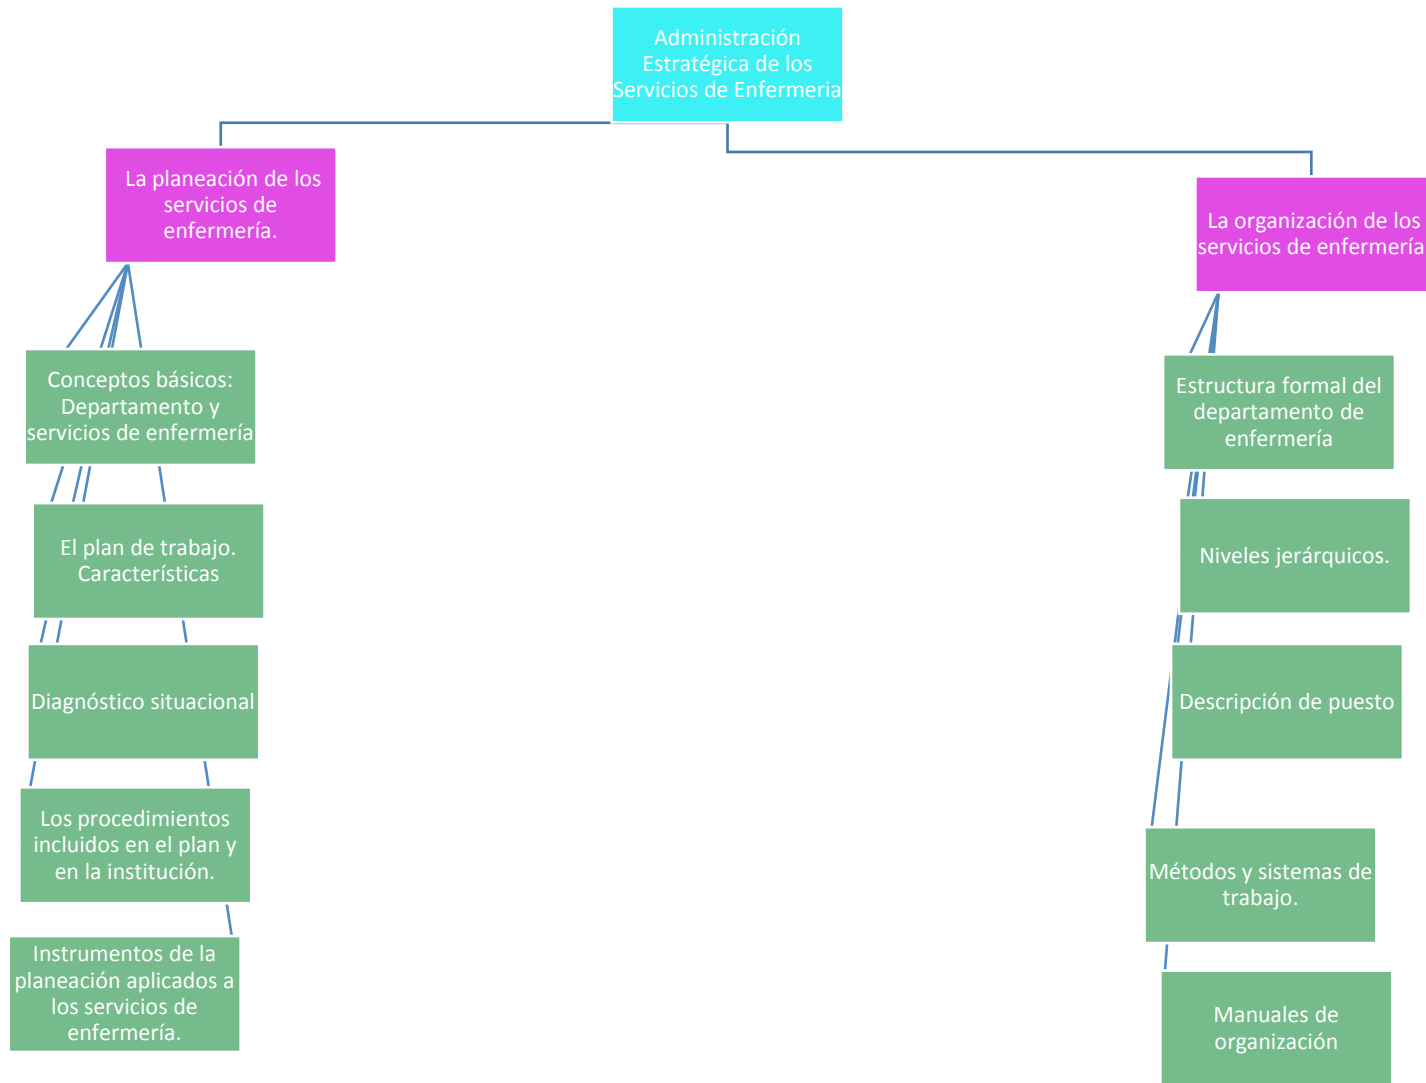 Administración
Estratégica de los
Servicios de Enfermeria
La planeación de los
servicios de
enfermería.
Conceptos básicos:
Departamento y
servicios de enfermería
El plan de trabajo.
Características
Diagnóstico situacional
Los procedimientos
incluidos en el plan y
en la institución.
Instrumentos de la
planeación aplicados a
los servicios de
enfermería.
La organización de los
servicios de enfermería
Estructura formal del
departamento de
enfermería
Niveles jerárquicos.
Descripción de puesto
Métodos y sistemas de
trabajo.
Manuales de
organización